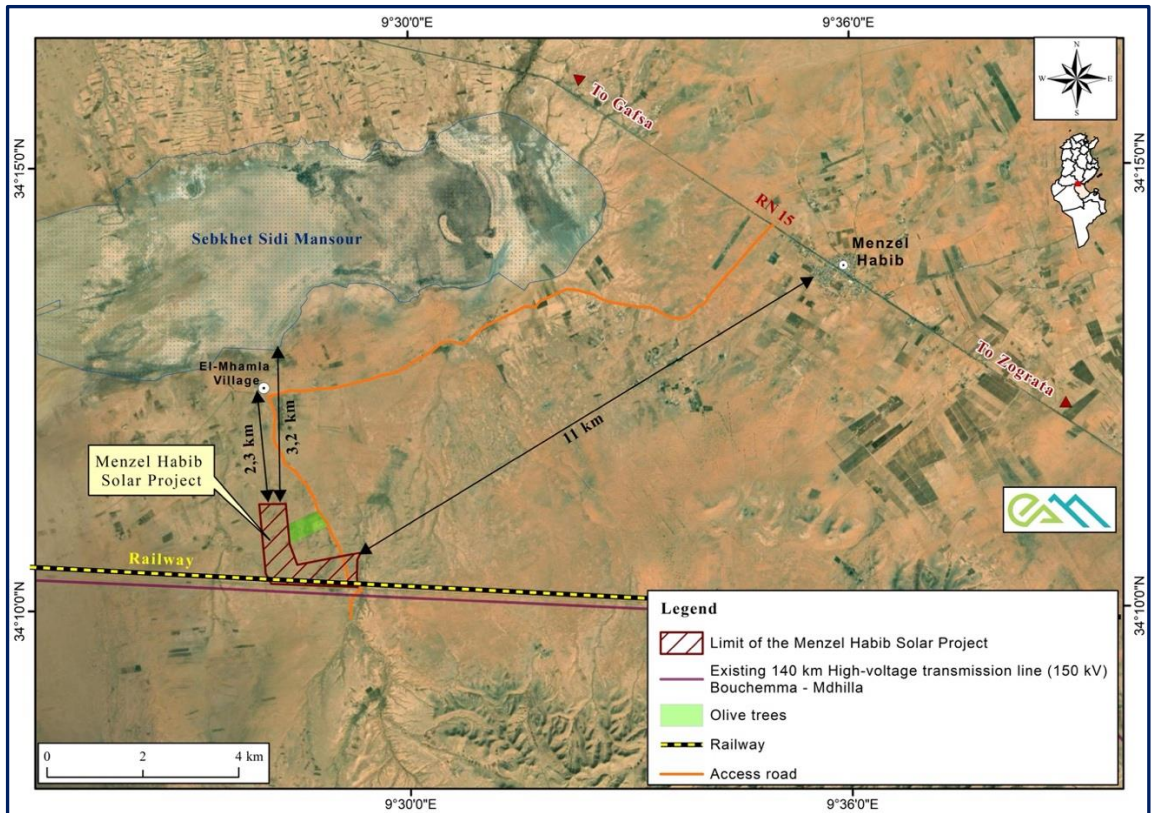 9°30'0"E
9°36'0"E
N
W
E
S
To Gafsa
34°15'0"N
34°15'0"N
RN 15
Sebkhet Sidi Mansour
Menzel
Habib
El-Mhamla
Village
To Zograta
2,3 km
3,2 km
11 km
Menzel Habib
Solar Project
Railway
34°10'0"N
34°10'0"N
Legend
Limit of the Menzel Habib Solar Project
Existing 140 km High-voltage transmission line (150 kV)
Bouchemma - Mdhilla
Olive trees
Railway
Access road
0 2 4 km
9°30'0"E
9°36'0"E